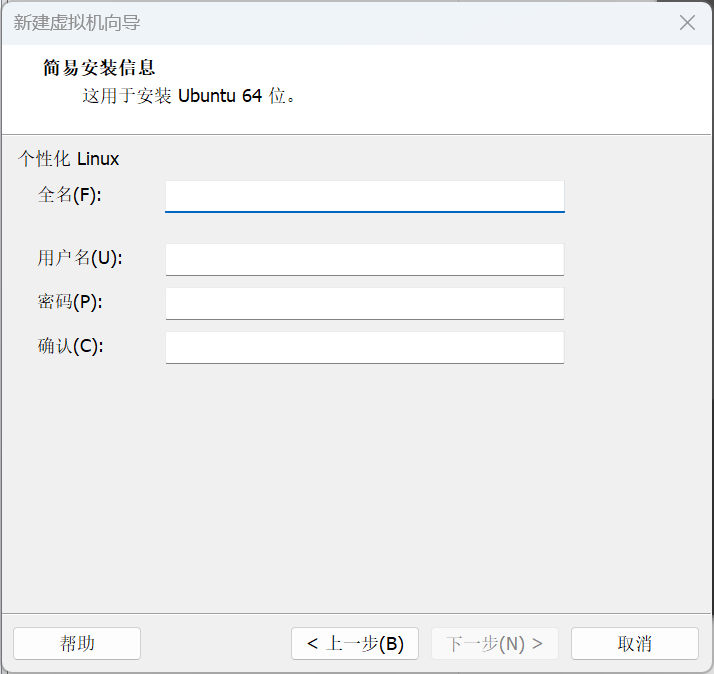 新建虚拟机向导
简易安装信息
这用于安装 Ubuntu 64 位。
个性化 Linux
全名(F):
用户名(U):
密码(P):
确认(C):
帮助
< 上一步(B)
下一步(N) >
取消